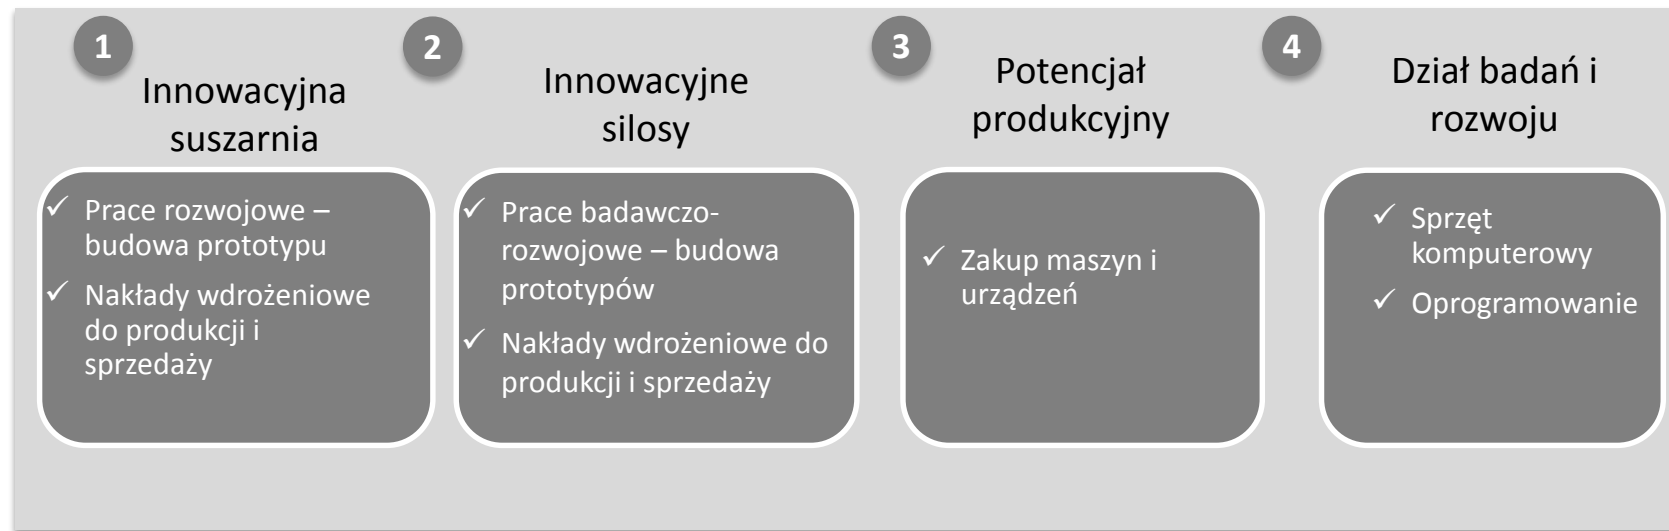 1
Innowacyjna
suszarnia
✓ Prace rozwojowe –
budowa prototypu
✓ Nakłady wdrożeniowe
do produkcji i
sprzedaży
2
Innowacyjne
silosy
✓ Prace badawczo-
rozwojowe – budowa
prototypów
✓ Nakłady wdrożeniowe do
produkcji i sprzedaży
3
Potencjał
produkcyjny
✓ Zakup maszyn i
urządzeń
4
Dział badań i
rozwoju
✓ Sprzęt
komputerowy
✓ Oprogramowanie